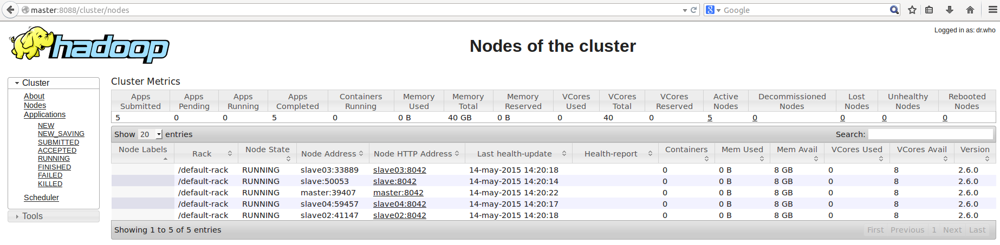 master:8088/cluster/nodes
Google
Logged in as: dr.who
hadoop
Nodes of the cluster
Cluster
About
Nodes
Applications
NEW
NEW_SAVING
SUBMITTED
ACCEPTED
RUNNING
FINISHED
FAILED
KILLED
Scheduler
Tools
Cluster Metrics
Apps Submitted Apps Pending Apps Running Apps Completed Containers Running Memory Used Memory Total Memory Reserved VCores Used VCores Total VCores Reserved Active Nodes Decommissioned Nodes Lost Nodes Unhealthy Nodes Rebooted Nodes
5 0 0 5 0 0 B 40 GB 0 B 0 40 0 5 0 0 0 0
Show 20 entries Search:
Node Labels Rack Node State Node Address Node HTTP Address Last health-update Health-report Containers Mem Used Mem Avail VCores Used VCores Avail Version
/default-rack RUNNING slave03:33889 slave03:8042 14-may-2015 14:20:18 0 0 B 8 GB 0 8 2.6.0
/default-rack RUNNING slave:50053 slave:8042 14-may-2015 14:20:14 0 0 B 8 GB 0 8 2.6.0
/default-rack RUNNING master:39407 master:8042 14-may-2015 14:20:22 0 0 B 8 GB 0 8 2.6.0
/default-rack RUNNING slave04:59457 slave04:8042 14-may-2015 14:20:17 0 0 B 8 GB 0 8 2.6.0
/default-rack RUNNING slave02:41147 slave02:8042 14-may-2015 14:20:18 0 0 B 8 GB 0 8 2.6.0
Showing 1 to 5 of 5 entries First Previous 1 Next Last